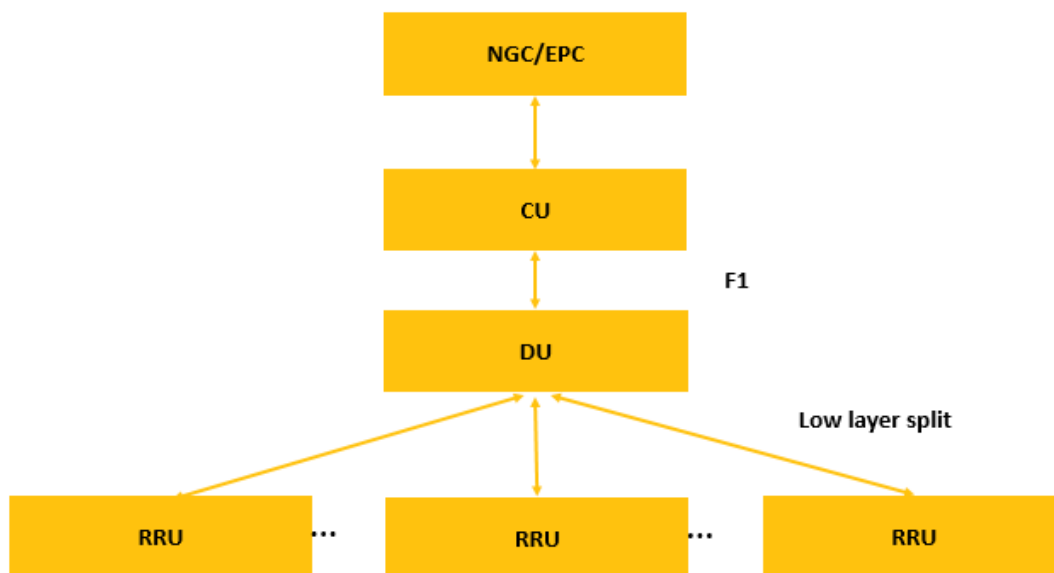 NGC/EPC
CU
F1
DU
Low layer split
RRU ... RRU ... RRU